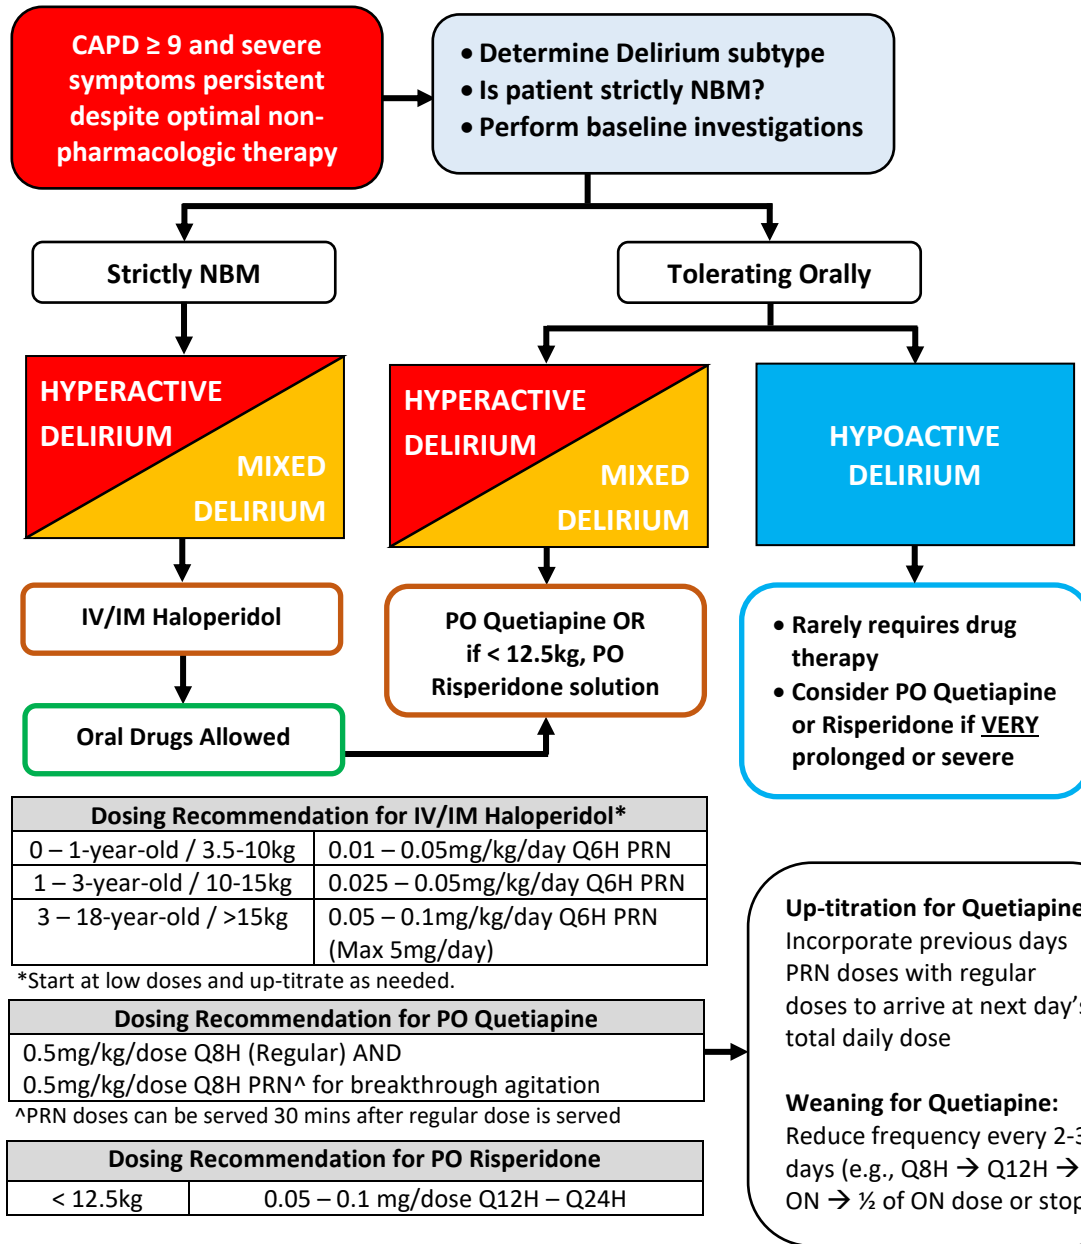 CAPD ≥ 9 and severe
symptoms persistent
despite optimal non-
pharmacologic therapy
• Determine Delirium subtype
• Is patient strictly NBM?
• Perform baseline investigations
Strictly NBM
Tolerating Orally
HYPERACTIVE
DELIRIUM
MIXED
DELIRIUM
HYPERACTIVE
DELIRIUM
MIXED
DELIRIUM
HYPOACTIVE
DELIRIUM
IV/IM Haloperidol
Oral Drugs Allowed
PO Quetiapine OR
if < 12.5kg, PO
Risperidone solution
• Rarely requires drug
therapy
• Consider PO Quetiapine
or Risperidone if VERY
prolonged or severe
Dosing Recommendation for IV/IM Haloperidol*
0 – 1-year-old / 3.5-10kg 0.01 – 0.05mg/kg/day Q6H PRN
1 – 3-year-old / 10-15kg 0.025 – 0.05mg/kg/day Q6H PRN
3 – 18-year-old / >15kg 0.05 – 0.1mg/kg/day Q6H PRN
(Max 5mg/day)
*Start at low doses and up-titrate as needed.
Dosing Recommendation for PO Quetiapine
0.5mg/kg/dose Q8H (Regular) AND
0.5mg/kg/dose Q8H PRN^ for breakthrough agitation
^PRN doses can be served 30 mins after regular dose is served
Dosing Recommendation for PO Risperidone
< 12.5kg 0.05 – 0.1 mg/dose Q12H – Q24H
Up-titration for Quetiapine
Incorporate previous days
PRN doses with regular
doses to arrive at next day's
total daily dose
Weaning for Quetiapine:
Reduce frequency every 2-3
days (e.g., Q8H → Q12H →
ON → ½ of ON dose or stop